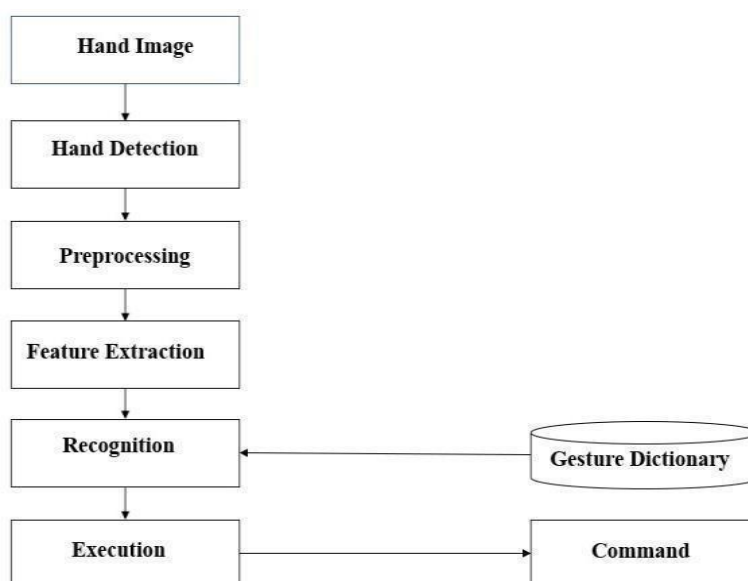 Hand Image
Hand Detection
Preprocessing
Feature Extraction
Recognition
Gesture Dictionary
Execution
Command